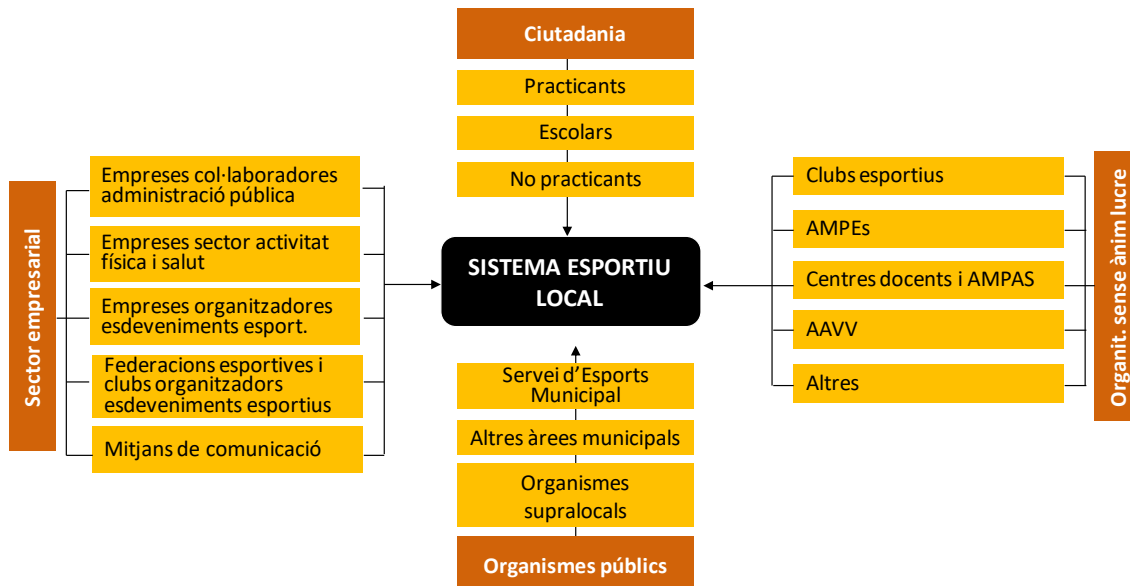 Ciutadania
Practicants
Escolars
No practicants
Sector empresarial
Empreses col·laboradores
administració pública
Empreses sector activitat
física i salut
Empreses organitzadores
esdeveniments esport.
Federacions esportives i
clubs organitzadors
esdeveniments esportius
Mitjans de comunicació
SISTEMA ESPORTIU
LOCAL
Clubs esportius
AMPEs
Centres docents i AMPAS
AAVV
Altres
Organit. sense ànim lucre
Servei d’Esports
Municipal
Altres àrees municipals
Organismes
supralocals
Organismes públics